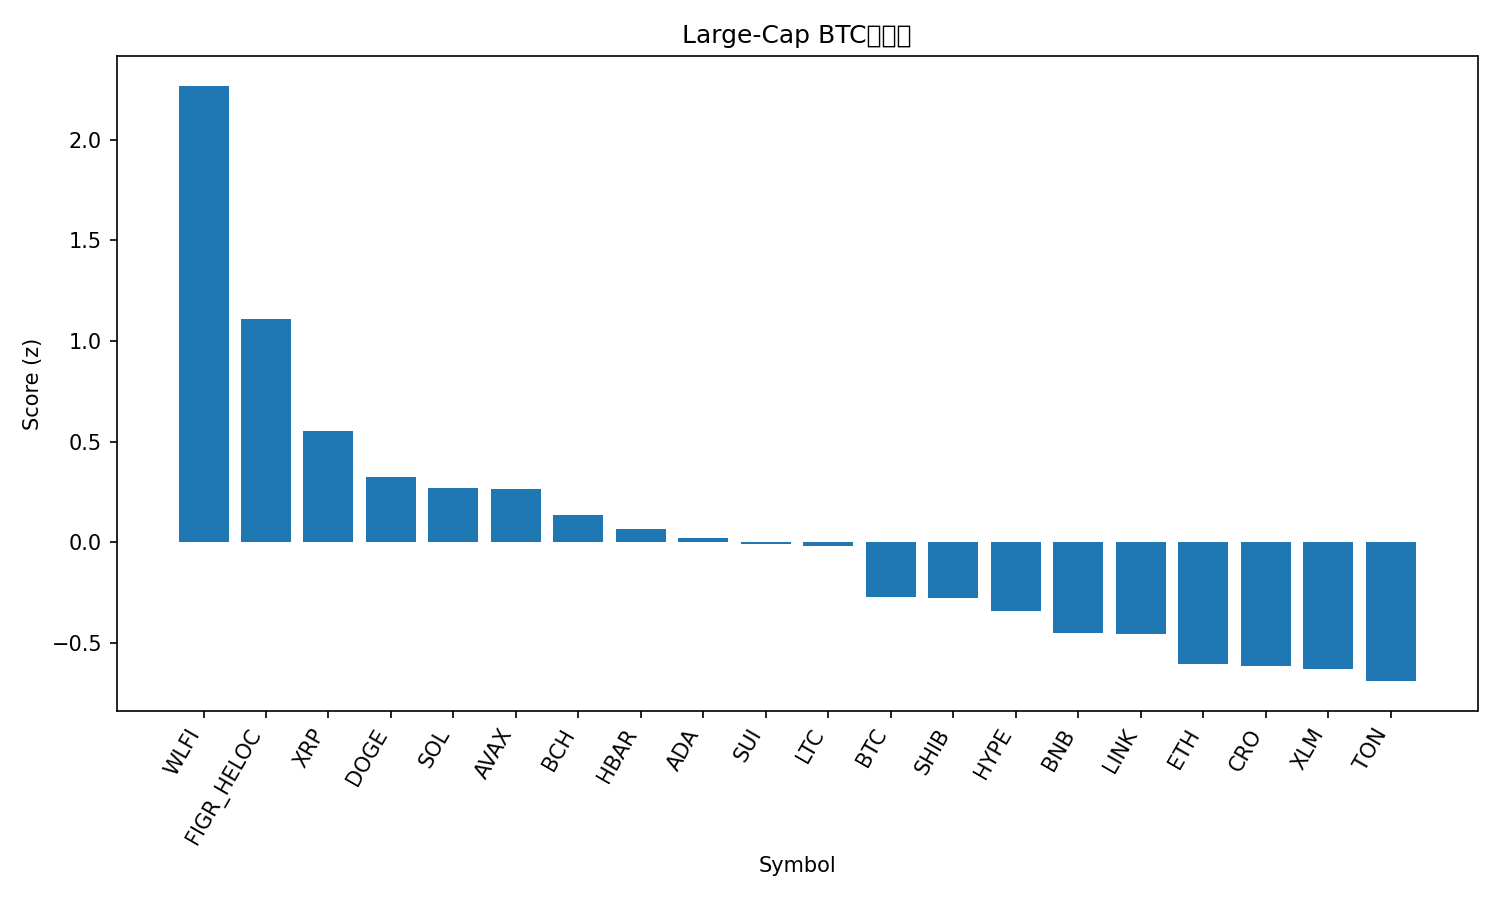 Large-Cap BTC
Score (z)
2.0
1.5
1.0
0.5
0.0
−0.5
WLFI
FIGR_HELOC
XRP
DOGE
SOL
AVAX
BCH
HBAR
ADA
SUI
LTC
BTC
SHIB
HYPE
BNB
LINK
ETH
CRO
XLM
TON
Symbol